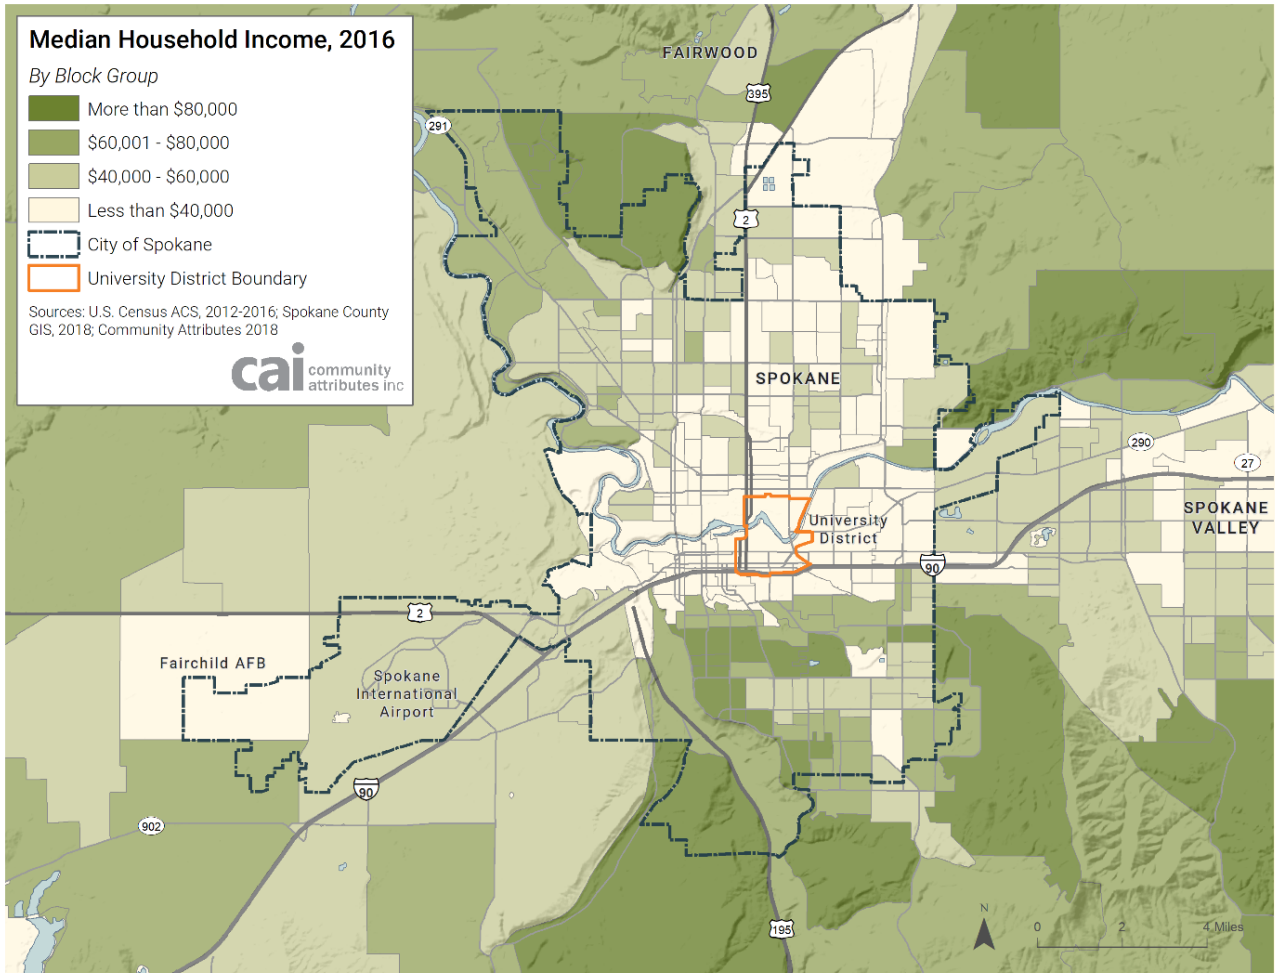 Median Household Income, 2016
By Block Group
More than $80,000
$60,001 - $80,000
$40,000 - $60,000
Less than $40,000
City of Spokane
University District Boundary
Sources: U.S. Census ACS, 2012-2016; Spokane County
GIS, 2018; Community Attributes 2018
cai community
attributes inc
FAIRWOOD
395
291
2
SPOKANE
290
27
SPOKANE
VALLEY
University
District
90
2
Fairchild AFB
Spokane
International
Airport
90
902
195
N
0 2 4 Miles